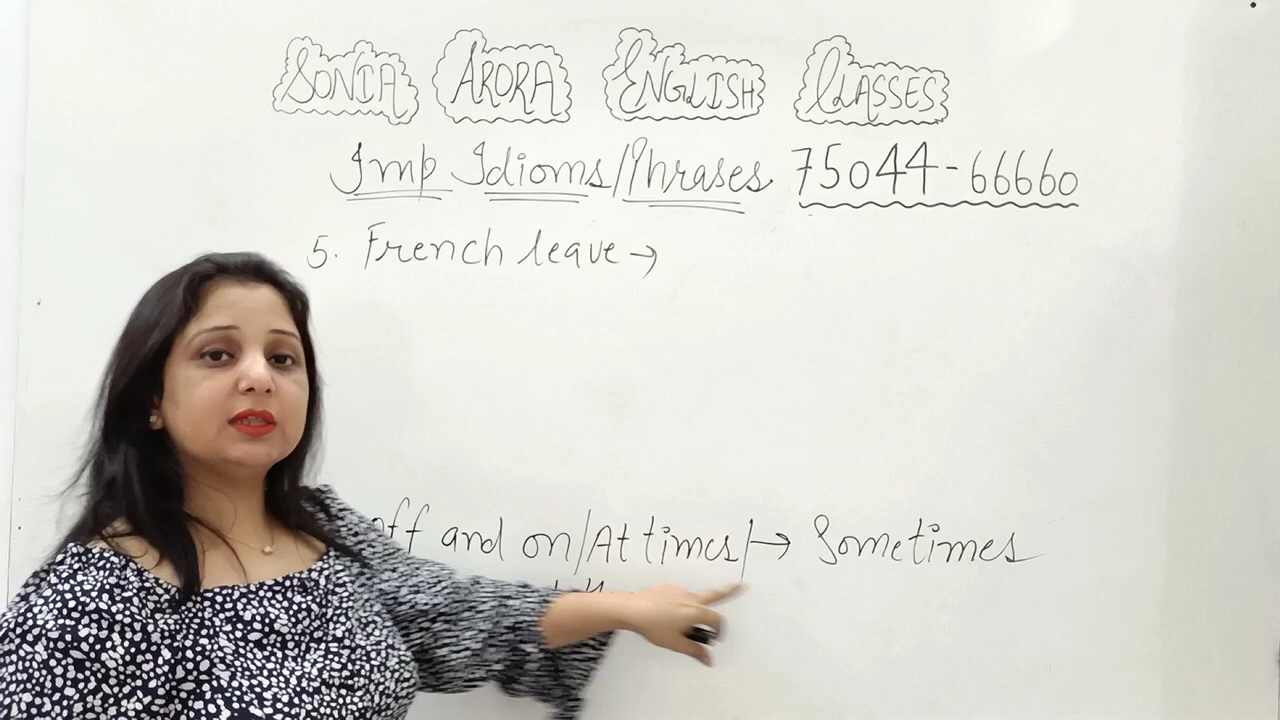 SONIA ARORA ENGLISH CLASSES
Imp Idioms/Phrases 75044-66660
5. French leave →
off and on/At times/→ Sometimes